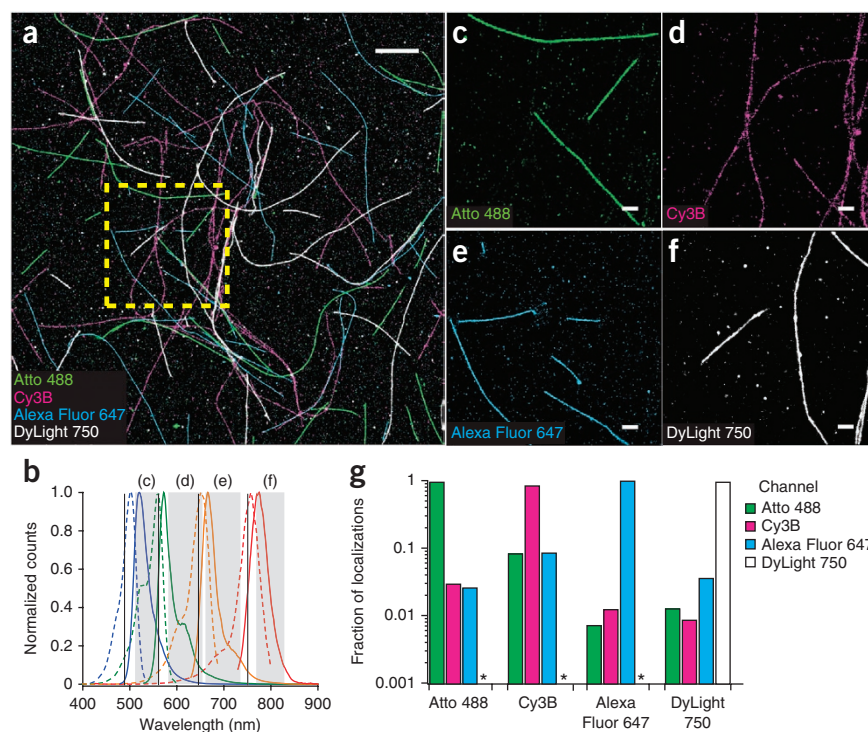 a
Atto 488
Cy3B
Alexa Fluor 647
DyLight 750
c
Atto 488
d
Cy3B
e
Alexa Fluor 647
f
DyLight 750
b
(c) (d) (e) (f)
Normalized counts
1.0
0.8
0.6
0.4
0.2
0
400 500 600 700 800 900
Wavelength (nm)
g
Fraction of localizations
1
0.1
0.01
0.001
* * *
Atto 488 Cy3B Alexa Fluor 647 DyLight 750
Channel
Atto 488
Cy3B
Alexa Fluor 647
DyLight 750